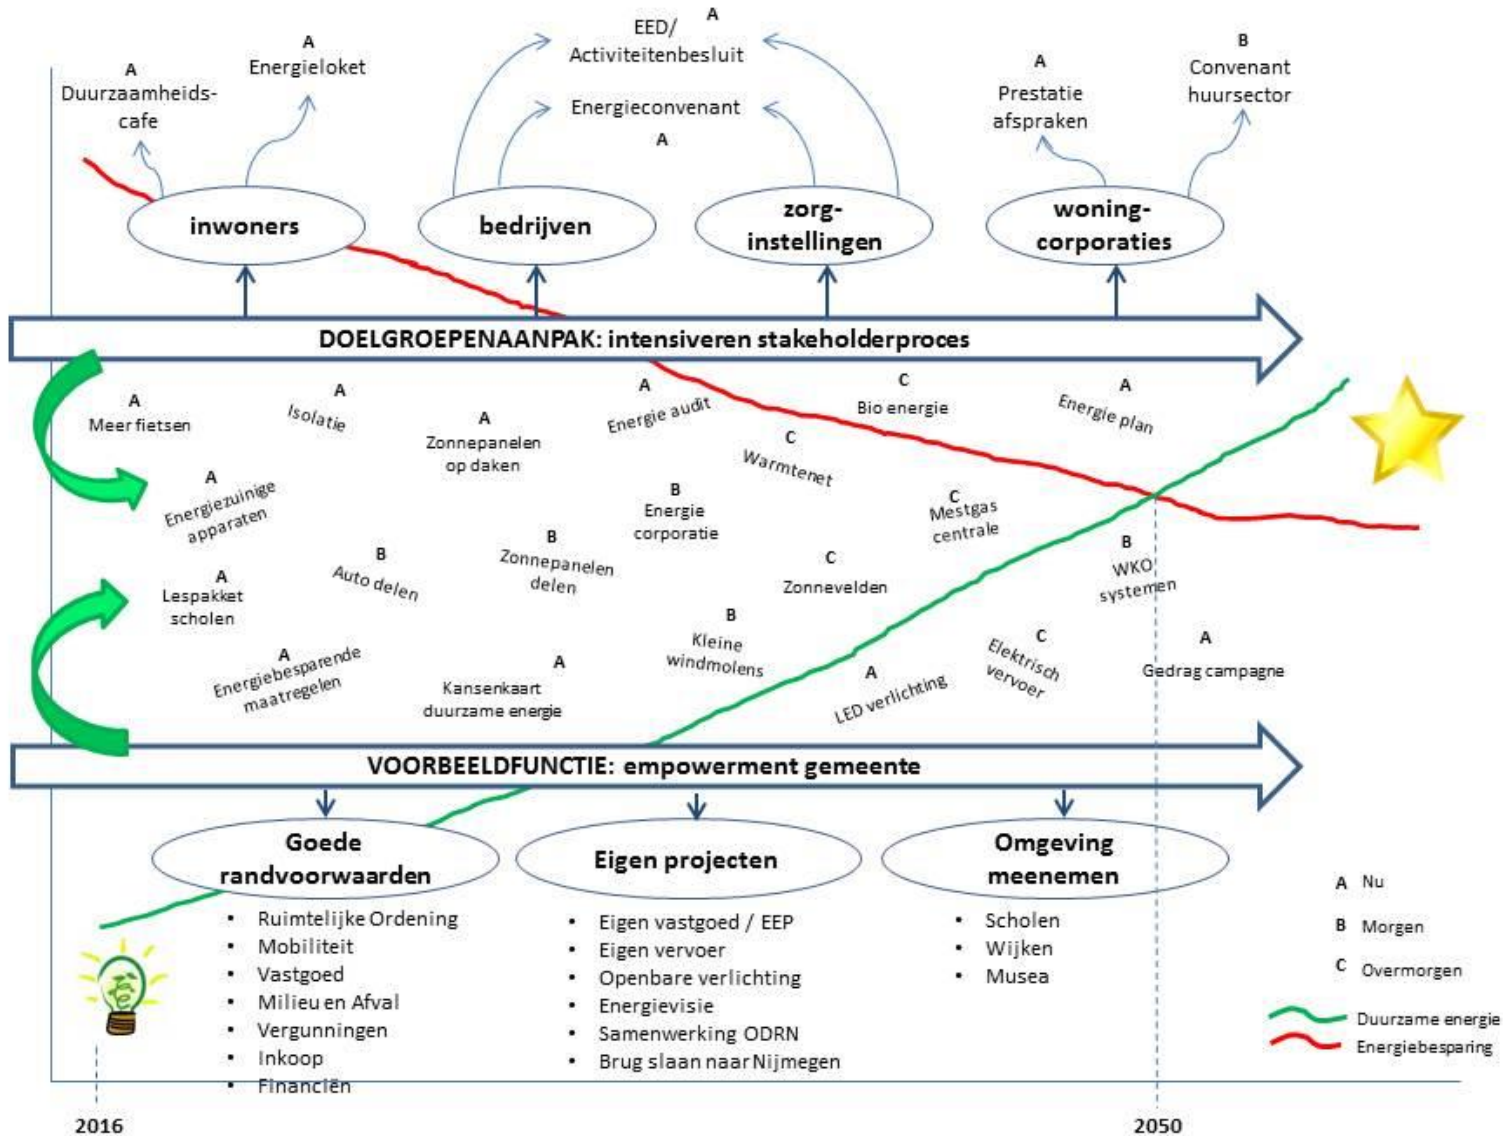 A
EED/
Activiteitenbesluit
A
Energieloket
A
Duurzaamheids-
cafe
Energieconvenant
A
A
Prestatie
afspraken
B
Convenant
huursector
inwoners
bedrijven
zorg-
instellingen
woning-
corporaties
DOELGROEPENAANPAK: intensiveren stakeholderproces
A
Meer fietsen
A
Isolatie
A
Zonnepanelen
op daken
A
Energie audit
C
Bio energie
A
Energie plan
C
Warmtenet
A
Energiezuinige
apparaten
B
Energie
corporatie
C
Mestgas
centrale
B
Auto delen
B
Zonnepanelen
delen
C
Zonnevelden
B
WKO
systemen
A
Lespakket
scholen
B
Kleine
windmolens
A
Energiebesparende
maatregelen
A
Kansenkaart
duurzame energie
A
LED verlichting
C
Elektrisch
vervoer
A
Gedrag campagne
VOORBEELDFUNCTIE: empowerment gemeente
Goede
randvoorwaarden
Eigen projecten
Omgeving
meenemen
• Ruimtelijke Ordening
• Mobiliteit
• Vastgoed
• Milieu en Afval
• Vergunningen
• Inkoop
• Financiën
• Eigen vastgoed / EEP
• Eigen vervoer
• Openbare verlichting
• Energievisie
• Samenwerking ODRN
• Brug slaan naar Nijmegen
• Scholen
• Wijken
• Musea
A Nu
B Morgen
C Overmorgen
Duurzame energie
Energiebesparing
2016
2050